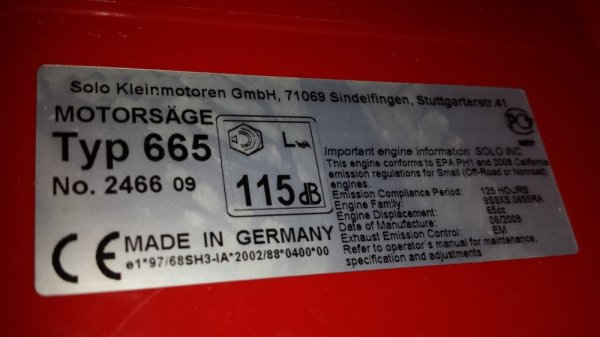 Solo Kleinmotoren GmbH, 71069 Sindelfingen, Stuttgarterstr.41
MOTORSÄGE
Typ 665
No. 2466 09
LWA
115 dB
Important engine information SOLO INC.
This engine conforms to EPA PH1 and 2008 California
emission regulations for Small (Off-Road or Nonroad)
engines.
Emission Compliance Period: 125 HOURS
Engine Family: 9S9XS.0655RA
Engine Displacement: 65cc
Date of Manufacture: 06/2009
Exhaust Emission Control: EM
Refer to operator's manual for maintenance,
specification and adjustments
CE MADE IN GERMANY
e1*97/68SH3-IA*2002/88*0400*00